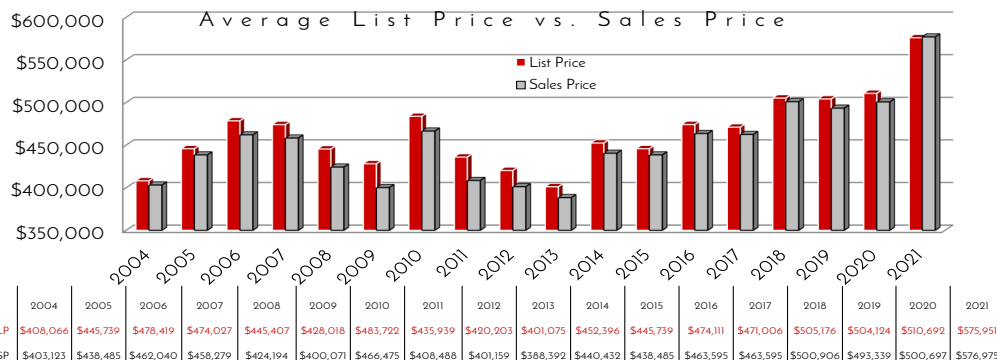 Average List Price vs. Sales Price
$600,000
$550,000
$500,000
$450,000
$400,000
$350,000
List Price
Sales Price
2004 2005 2006 2007 2008 2009 2010 2011 2012 2013 2014 2015 2016 2017 2018 2019 2020 2021
2004 2005 2006 2007 2008 2009 2010 2011 2012 2013 2014 2015 2016 2017 2018 2019 2020 2021
LP $408,066 $445,739 $478,419 $474,027 $445,407 $428,018 $483,722 $435,939 $420,203 $401,075 $452,396 $445,739 $474,111 $471,006 $505,176 $504,124 $510,692 $575,951
SP $403,123 $438,485 $462,040 $458,279 $424,194 $400,071 $466,475 $408,488 $401,159 $388,392 $440,432 $438,485 $463,595 $463,595 $500,906 $493,339 $500,697